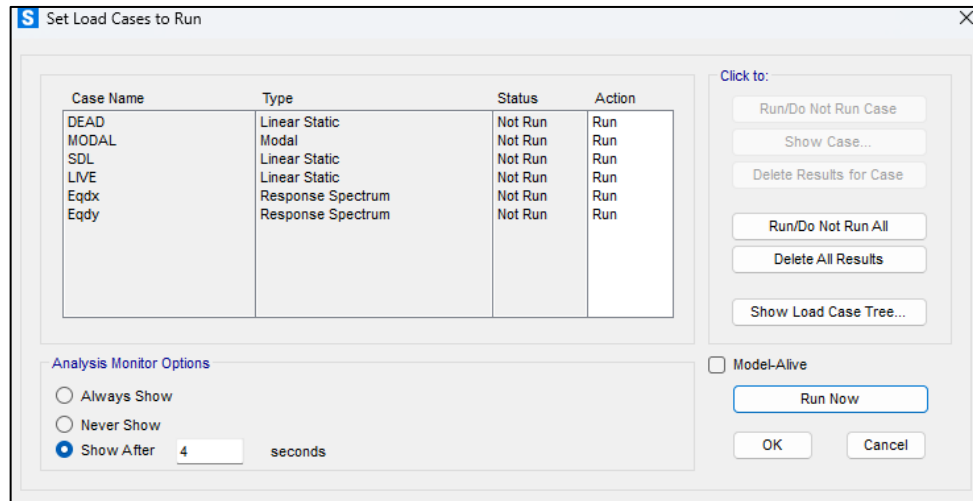 S Set Load Cases to Run
Click to:
Case Name Type Status Action
DEAD Linear Static Not Run Run
MODAL Modal Not Run Run
SDL Linear Static Not Run Run
LIVE Linear Static Not Run Run
Eqdx Response Spectrum Not Run Run
Eqdy Response Spectrum Not Run Run
Run/Do Not Run Case
Show Case...
Delete Results for Case
Run/Do Not Run All
Delete All Results
Show Load Case Tree...
Analysis Monitor Options
Always Show
Never Show
Show After 4 seconds
Model-Alive
Run Now
OK Cancel